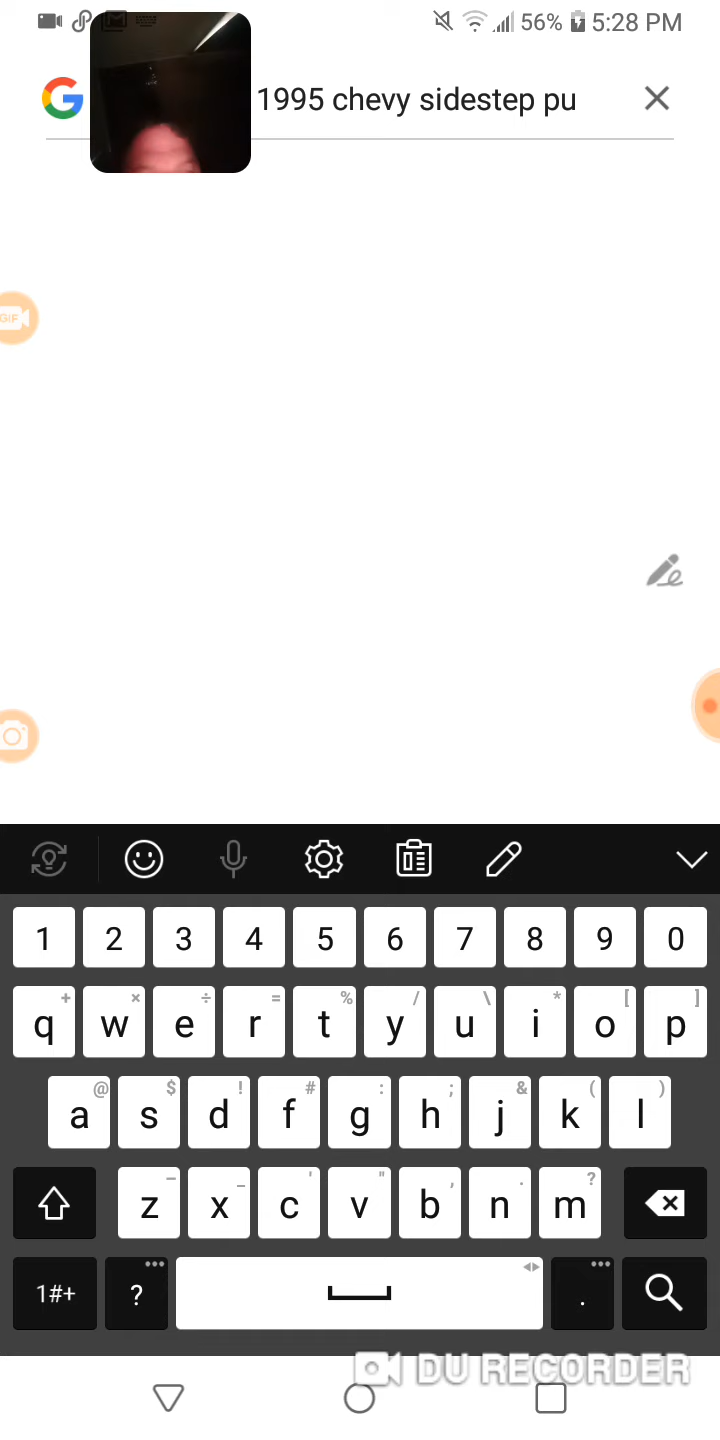 56% 5:28 PM
1995 chevy sidestep pu
GIF
1 2 3 4 5 6 7 8 9 0
+ × ÷ = % / \ * [ ]
q w e r t y u i o p
@ $ ! # : ; & ( )
a s d f g h j k l
– _ ' " , . ?
z x c v b n m
1#+ ? .
DU RECORDER